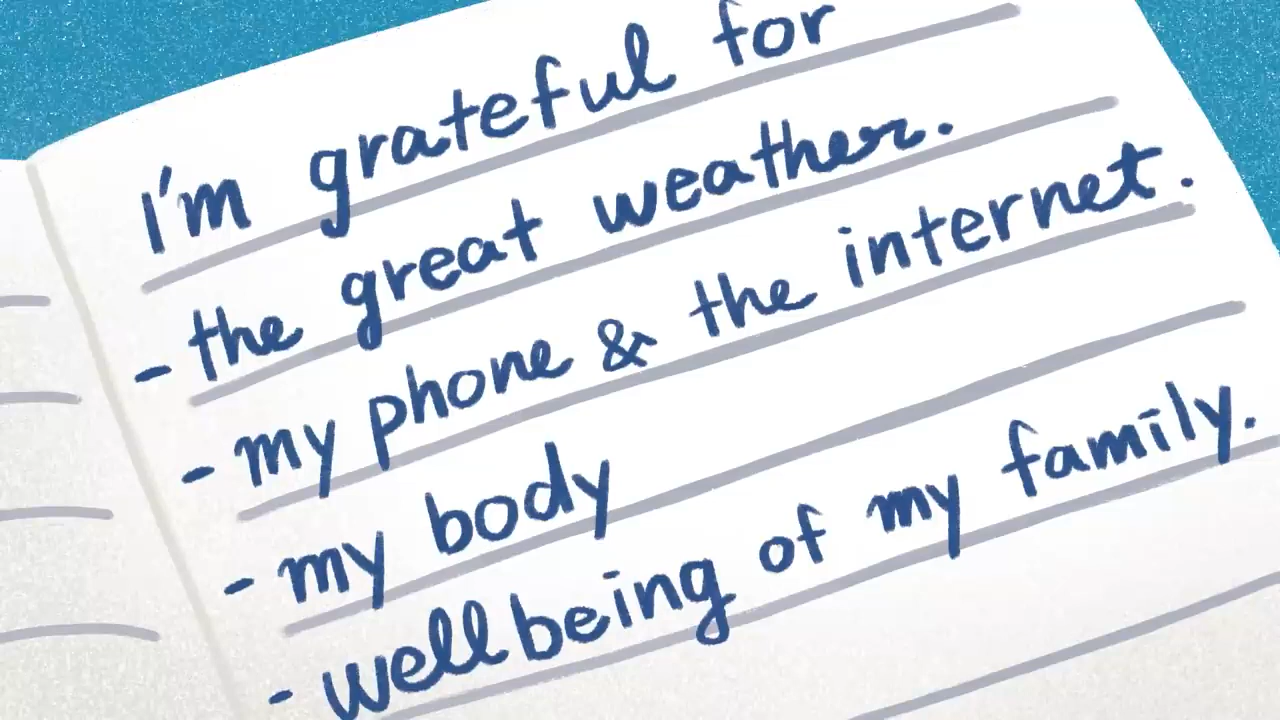 I'm grateful for
- the great weather.
- my phone & the internet.
- my body
- wellbeing of my family.